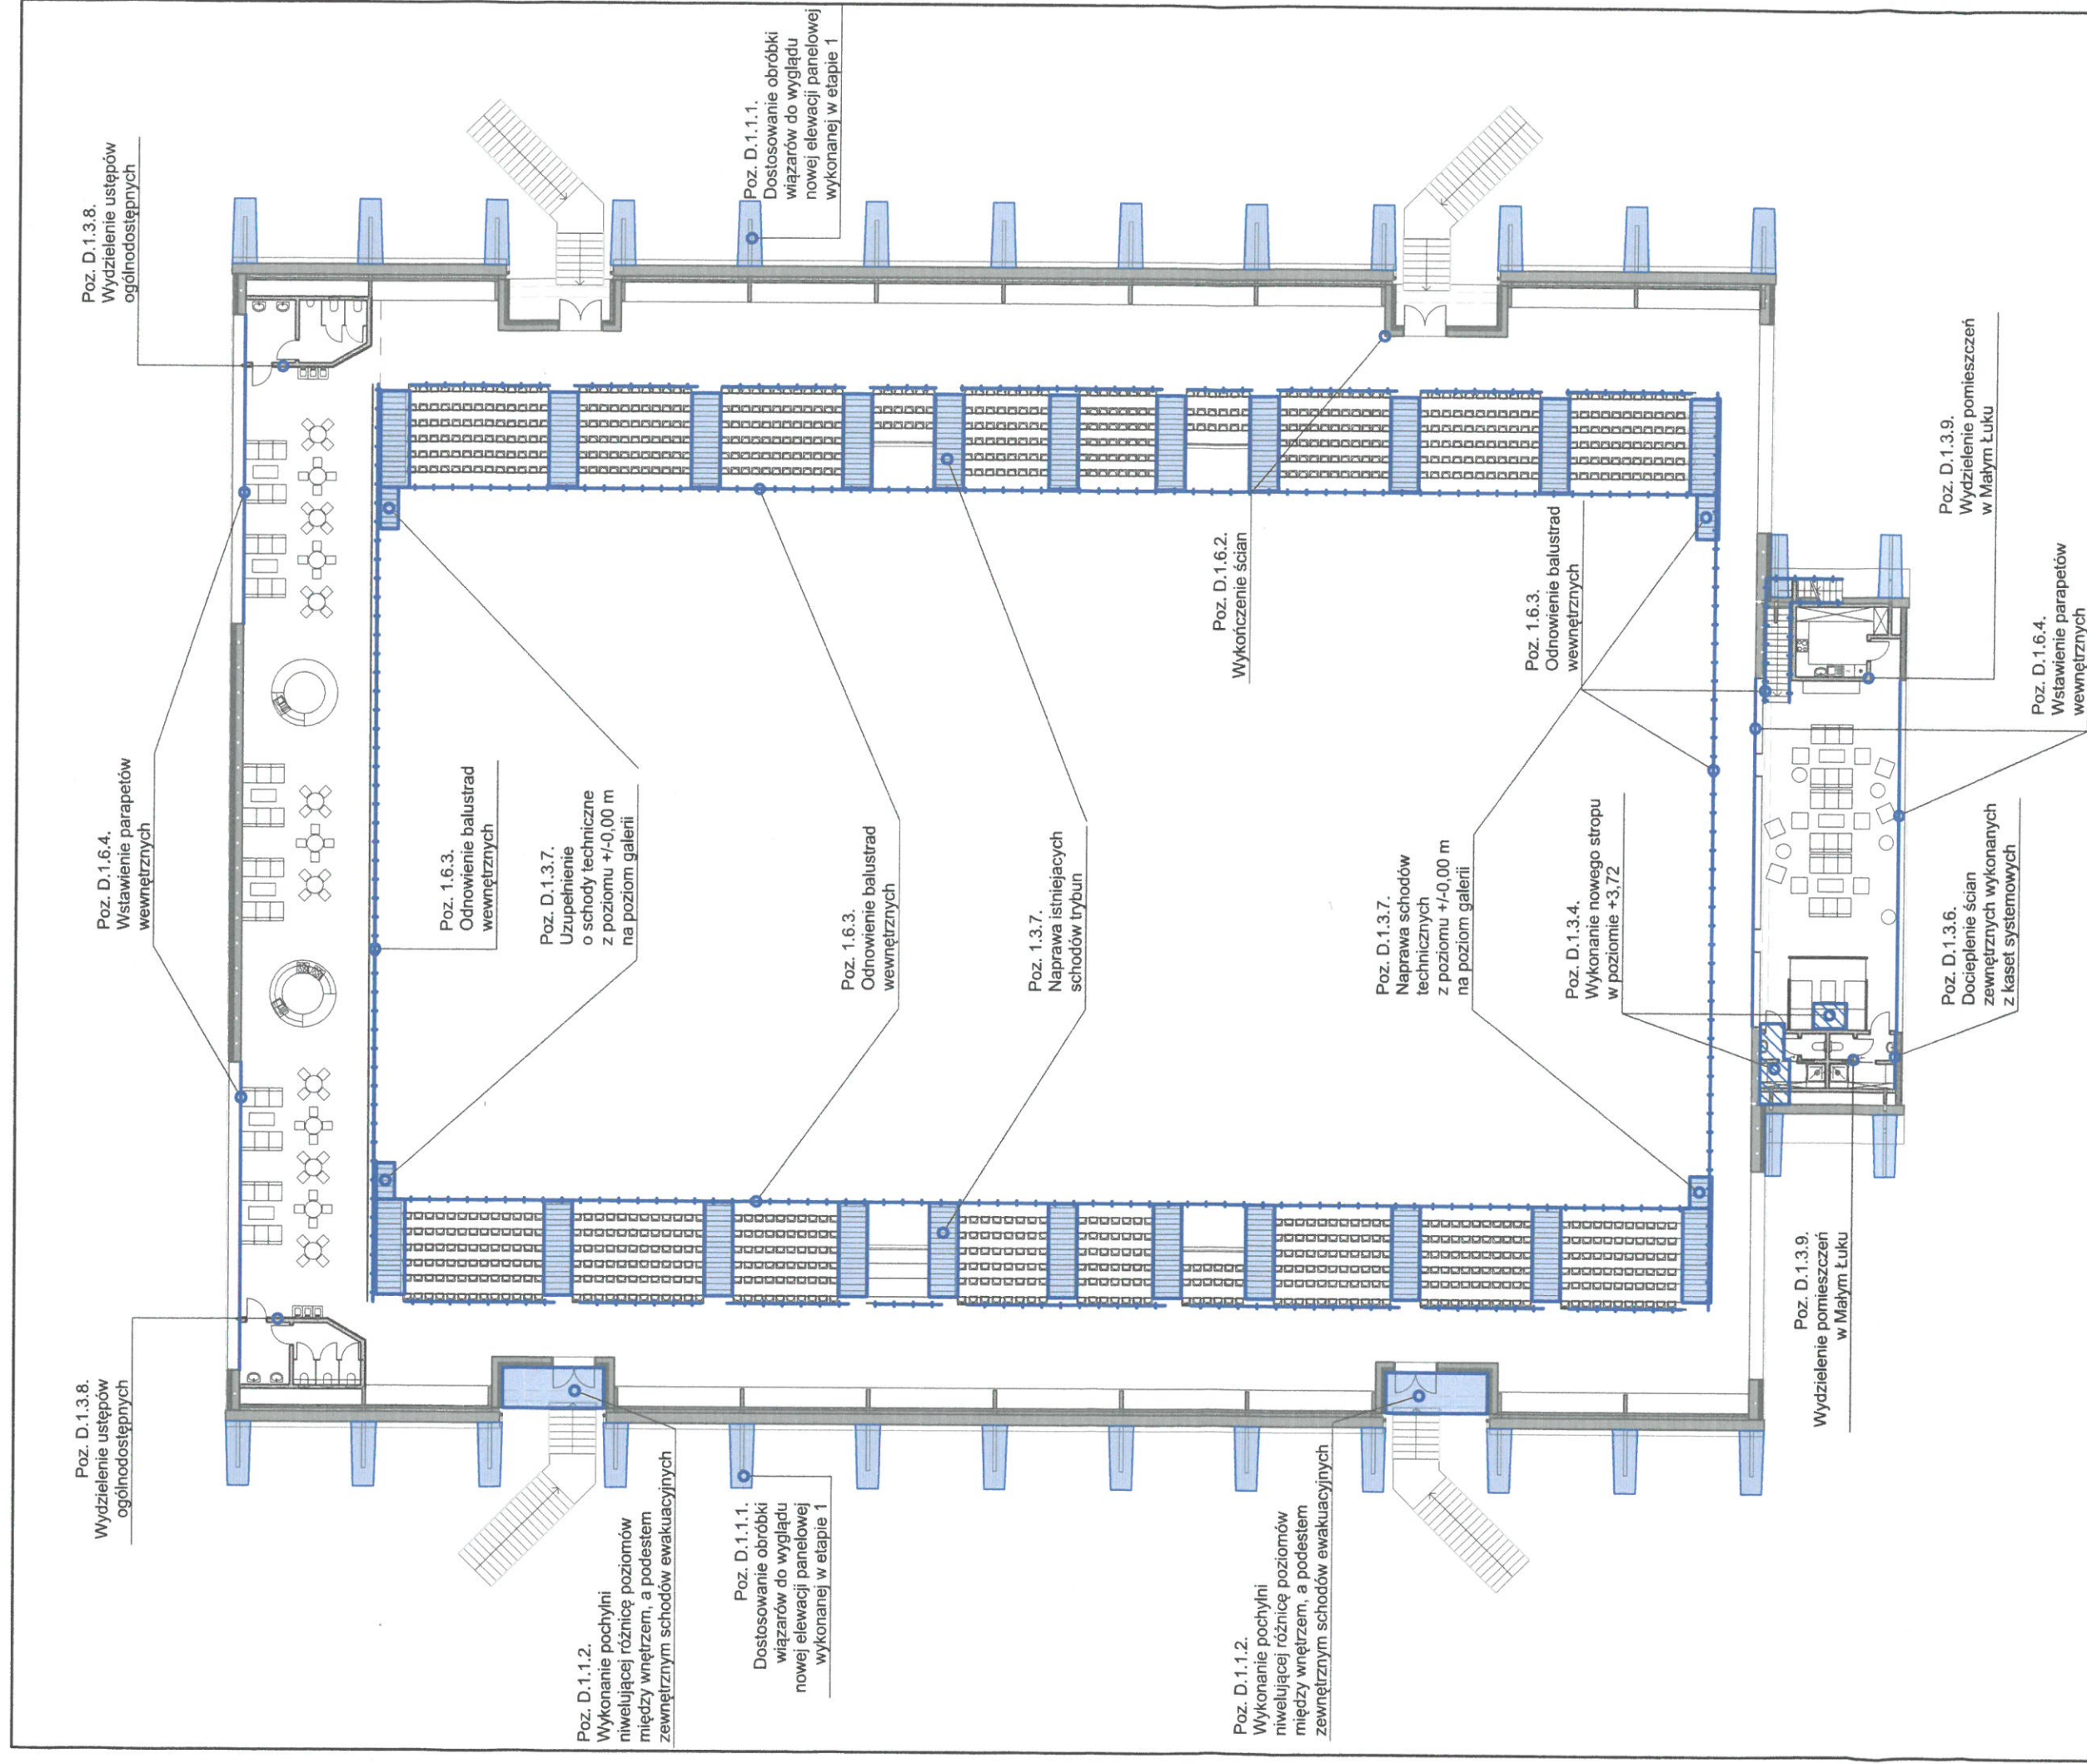 Poz. D.1.3.8.
Wydzielenie ustępów
ogólnodostępnych
Poz. D.1.1.2.
Wykonanie pochylni
niwelującej różnicę poziomów
między wnętrzem, a podestem
zewnętrznym schodów ewakuacyjnych
Poz. D.1.1.1.
Dostosowanie obróbki
wiązarów do wyglądu
nowej elewacji panelowej
wykonanej w etapie 1
Poz. D.1.1.2.
Wykonanie pochylni
niwelującej różnicę poziomów
między wnętrzem, a podestem
zewnętrznym schodów ewakuacyjnych
Poz. D.1.3.9.
Wydzielenie pomieszczeń
w Małym Łuku
Poz. D.1.6.4.
Wstawienie parapetów
wewnętrznych
Poz. 1.6.3.
Odnowienie balustrad
wewnętrznych
Poz. D.1.3.7.
Uzupełnienie
o schody techniczne
z poziomu +/-0,00 m
na poziom galerii
Poz. 1.6.3.
Odnowienie balustrad
wewnętrznych
Poz. 1.3.7.
Naprawa istniejacych
schodów trybun
Poz. D.1.3.7.
Naprawa schodów
technicznych
z poziomu +/-0,00 m
na poziom galerii
Poz. D.1.3.4.
Wykonanie nowego stropu
w poziomie +3,72
Poz. D.1.3.6.
Docieplenie ścian
zewnętrznych wykonanych
z kaset systemowych
Poz. D.1.3.8.
Wydzielenie ustępów
ogólnodostępnych
Poz. D.1.1.1.
Dostosowanie obróbki
wiązarów do wyglądu
nowej elewacji panelowej
wykonanej w etapie 1
Poz. D.1.6.2.
Wykończenie ścian
Poz. 1.6.3.
Odnowienie balustrad
wewnętrznych
Poz. D.1.3.9.
Wydzielenie pomieszczeń
w Małym Łuku
Poz. D.1.6.4.
Wstawienie parapetów
wewnętrznych